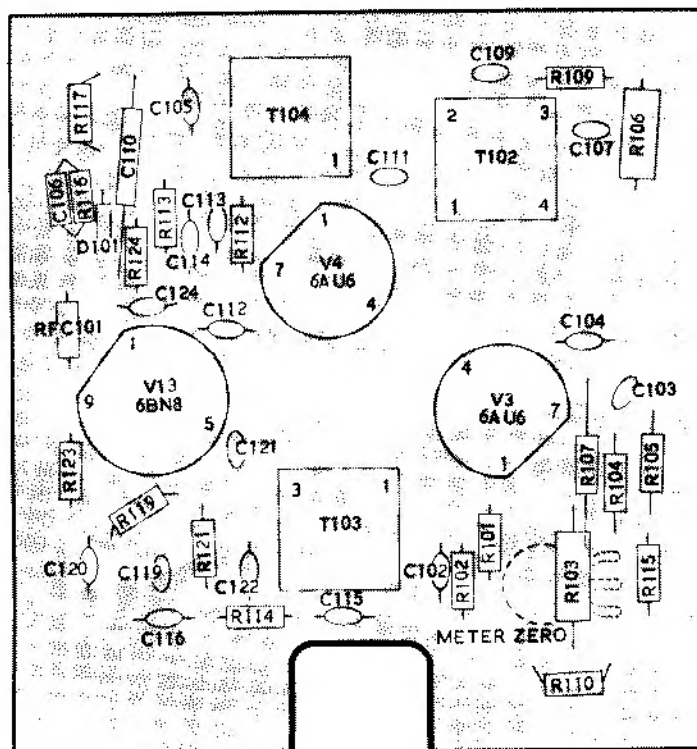 C109
R109
R117
C105
T104
1
C110
2
3
T102
1
4
C107
R106
C111
C106
R116
R113
C113
R112
D101
R124
C114
1
7
V4
6AU6
4
C124
RFC101
C112
C104
1
V13
6BN8
9
5
4
V3
6AU6
7
1
C103
C121
R123
R119
R107
R104
R105
3
1
T103
R121
C120
C119
C122
C102
R102
R101
R103
R115
C116
R114
C115
METER ZERO
R110